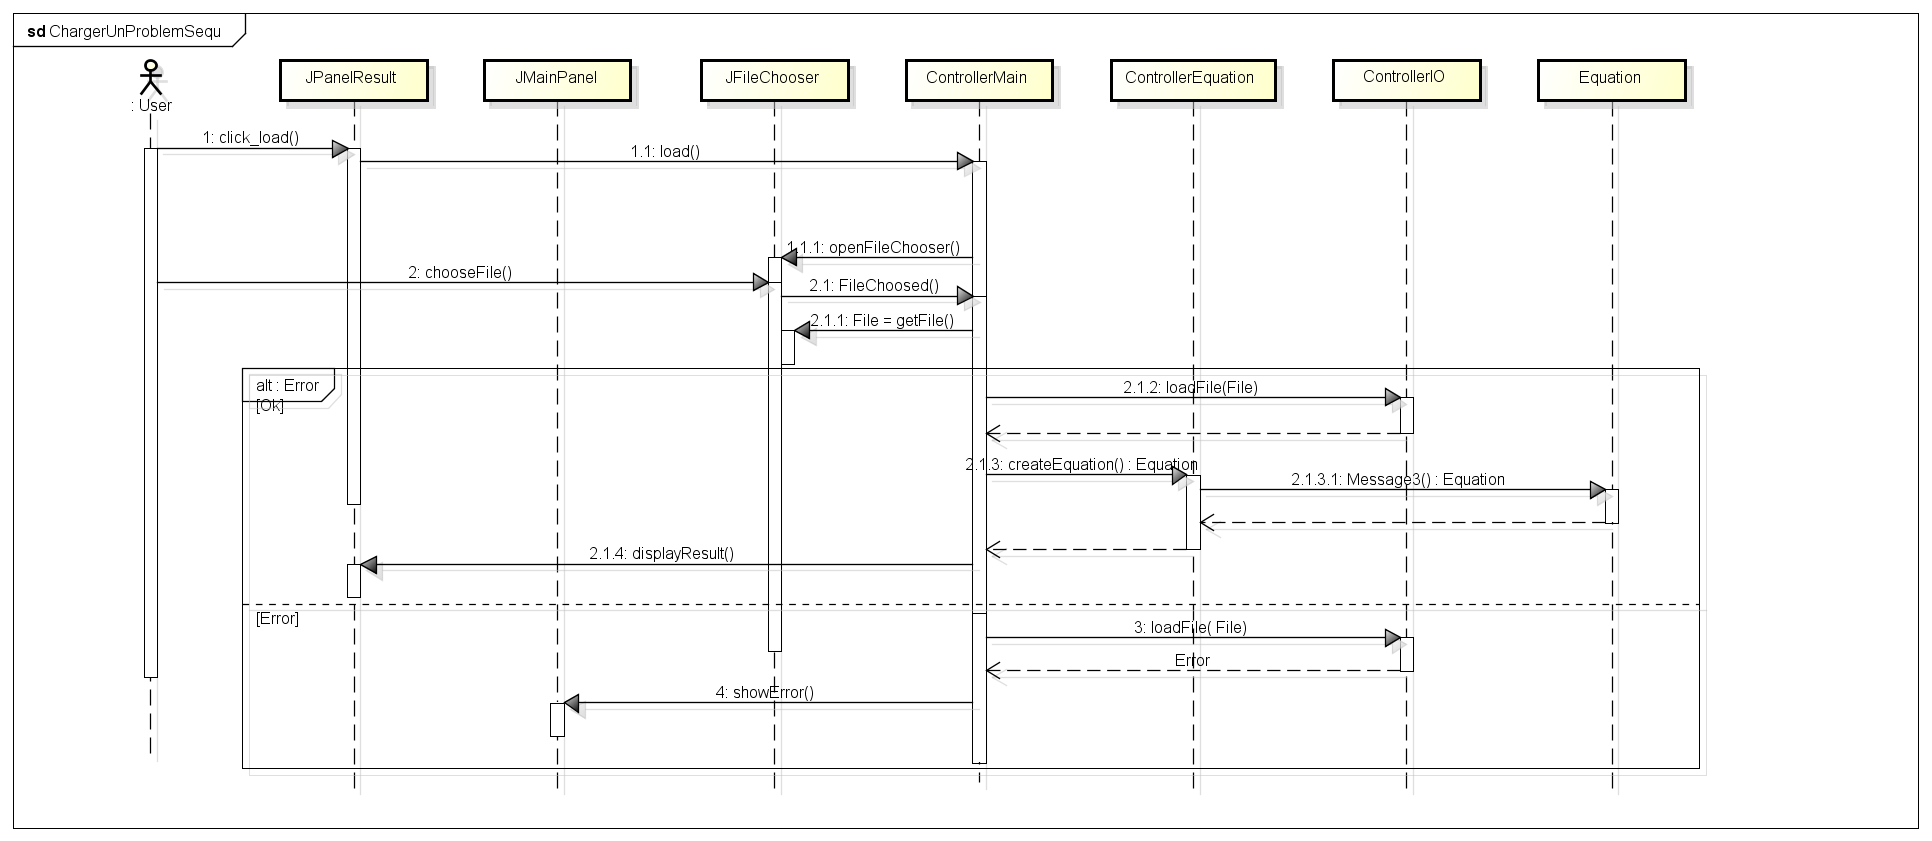 sd ChargerUnProblemSequ
: User
JPanelResult
JMainPanel
JFileChooser
ControllerMain
ControllerEquation
ControllerIO
Equation
1: click_load()
1.1: load()
1.1.1: openFileChooser()
2: chooseFile()
2.1: FileChoosed()
2.1.1: File = getFile()
alt : Error
[Ok]
2.1.2: loadFile(File)
2.1.3: createEquation() : Equation
2.1.3.1: Message3() : Equation
2.1.4: displayResult()
[Error]
3: loadFile( File)
Error
4: showError()